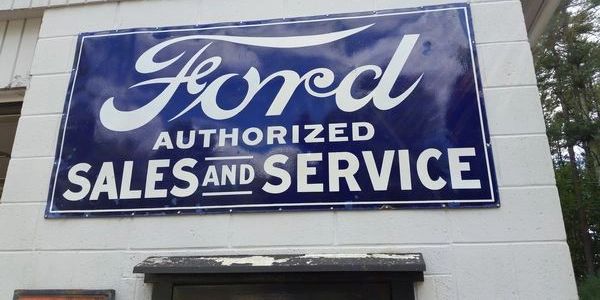 Ford
AUTHORIZED
SALES AND SERVICE